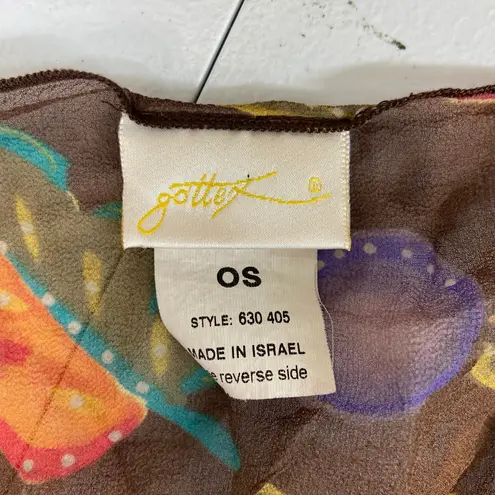 gottex ®
OS
STYLE: 630 405
MADE IN ISRAEL
reverse side